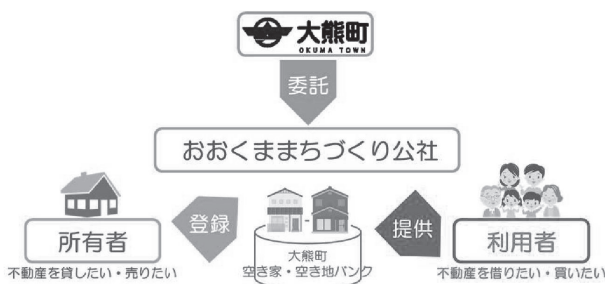 大熊町
OKUMA TOWN
委託
おおくままちづくり公社
所有者
不動産を貸したい・売りたい
登録
大熊町
空き家・空き地バンク
提供
利用者
不動産を借りたい・買いたい